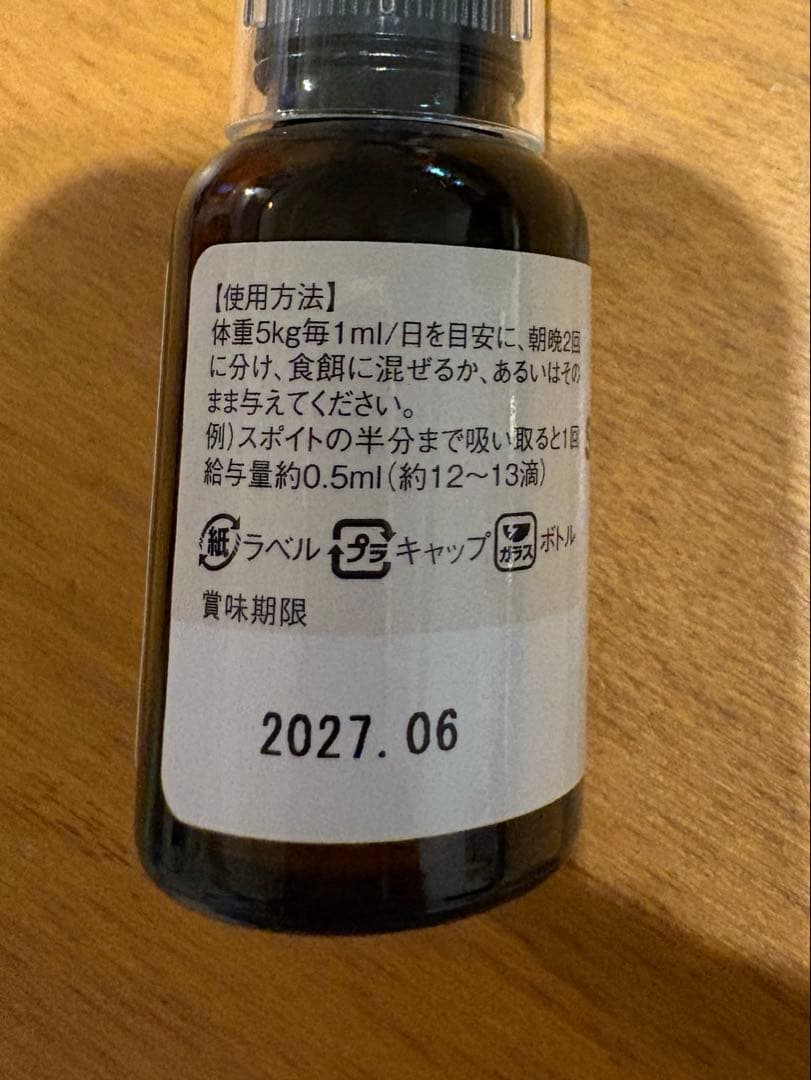 【使用方法】
体重5kg毎1ml/日を目安に、朝晩2回
に分け、食餌に混ぜるか、あるいはその
まま与えてください。
例)スポイトの半分まで吸い取ると1回
給与量約0.5ml(約12〜13滴)
紙 ラベル プラ キャップ ガラス ボトル
賞味期限
2027.06